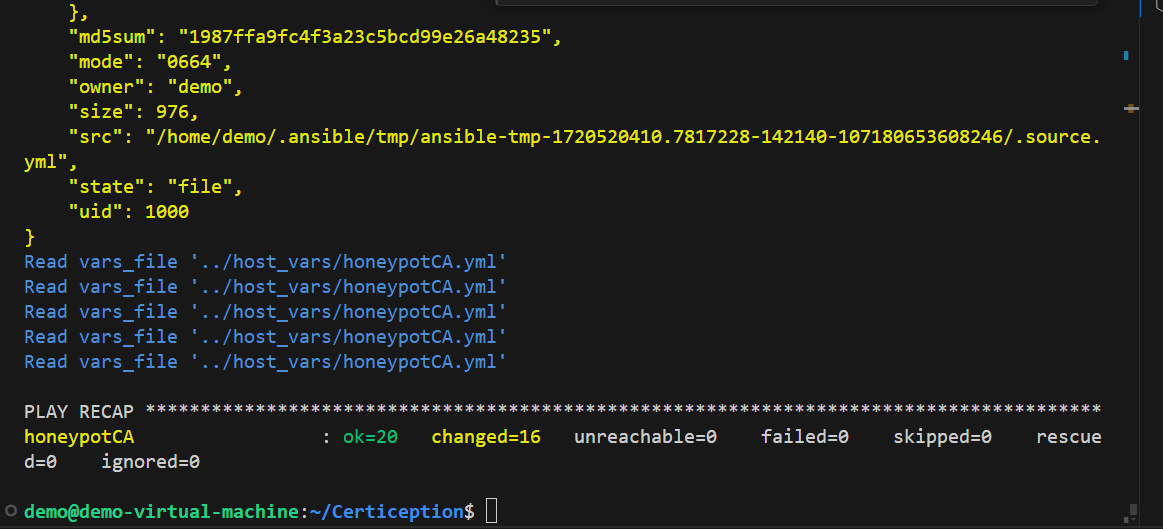 },
"md5sum": "1987ffa9fc4f3a23c5bcd99e26a48235",
"mode": "0664",
"owner": "demo",
"size": 976,
"src": "/home/demo/.ansible/tmp/ansible-tmp-1720520410.7817228-142140-107180653608246/.source.
yml",
"state": "file",
"uid": 1000
}
Read vars_file '../host_vars/honeypotCA.yml'
Read vars_file '../host_vars/honeypotCA.yml'
Read vars_file '../host_vars/honeypotCA.yml'
Read vars_file '../host_vars/honeypotCA.yml'
Read vars_file '../host_vars/honeypotCA.yml'
PLAY RECAP ***************************************************************************************
honeypotCA : ok=20 changed=16 unreachable=0 failed=0 skipped=0 rescue
d=0 ignored=0
demo@demo-virtual-machine:~/Certiception$